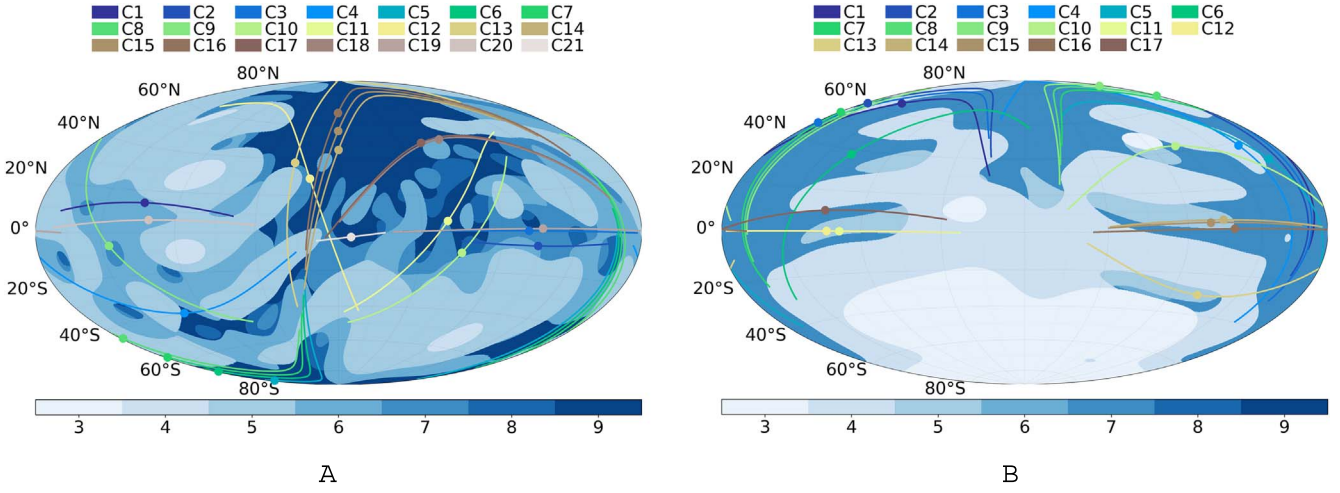 C1 C2 C3 C4 C5 C6 C7
C8 C9 C10 C11 C12 C13 C14
C15 C16 C17 C18 C19 C20 C21
80°N
60°N
40°N
20°N
0°
20°S
40°S
60°S
80°S
3 4 5 6 7 8 9
A
C1 C2 C3 C4 C5 C6
C7 C8 C9 C10 C11 C12
C13 C14 C15 C16 C17
80°N
60°N
40°N
20°N
0°
20°S
40°S
60°S
80°S
3 4 5 6 7 8 9
B